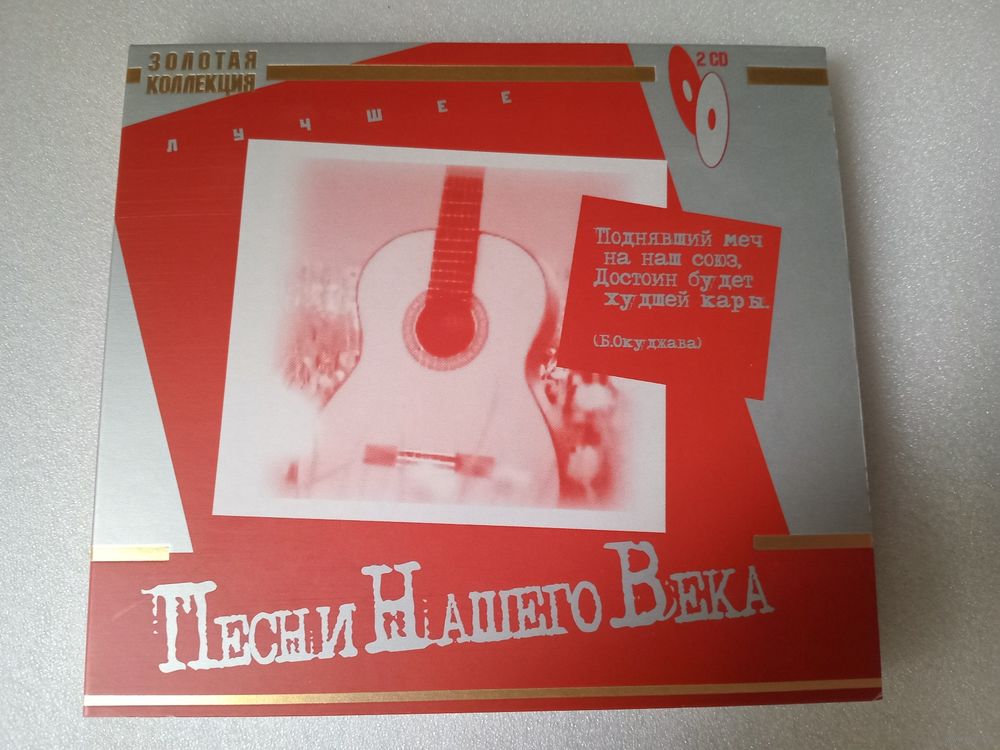 ЗОЛОТАЯ
КОЛЛЕКЦИЯ
2 CD
ЛУЧШЕЕ
Поднявший меч
на наш союз,
Достоин будет
худшей кары.
(Б.Окуджава)
Песни Нашего Века